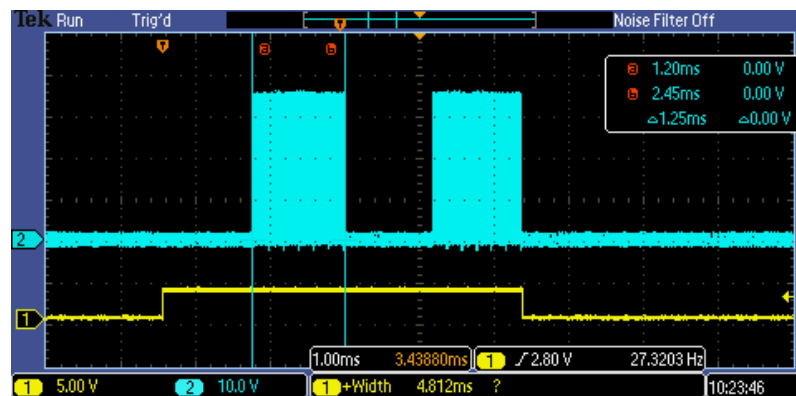 Tek Run Trig'd Noise Filter Off
a b
a 1.20ms 0.00 V
b 2.45ms 0.00 V
△1.25ms △0.00 V
2
1
1.00ms 3.43880ms 1 2.80 V 27.3203 Hz
1 5.00 V 2 10.0 V 1 +Width 4.812ms ? 10:23:46